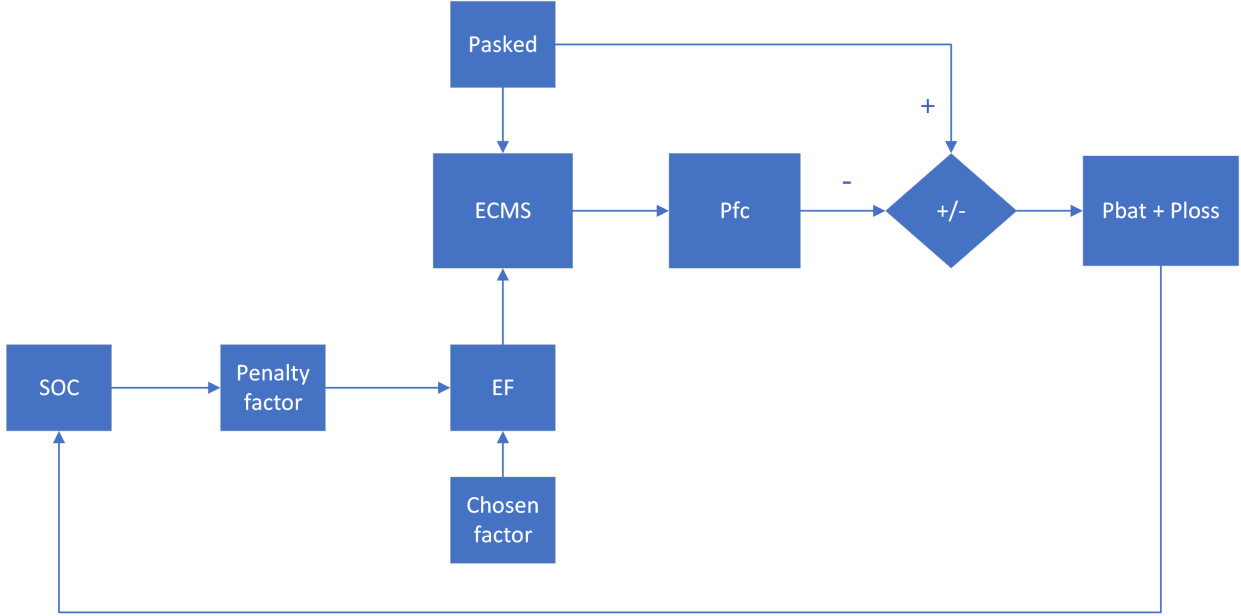 Pasked
+
ECMS
Pfc
-
+/-
Pbat + Ploss
SOC
Penalty
factor
EF
Chosen
factor